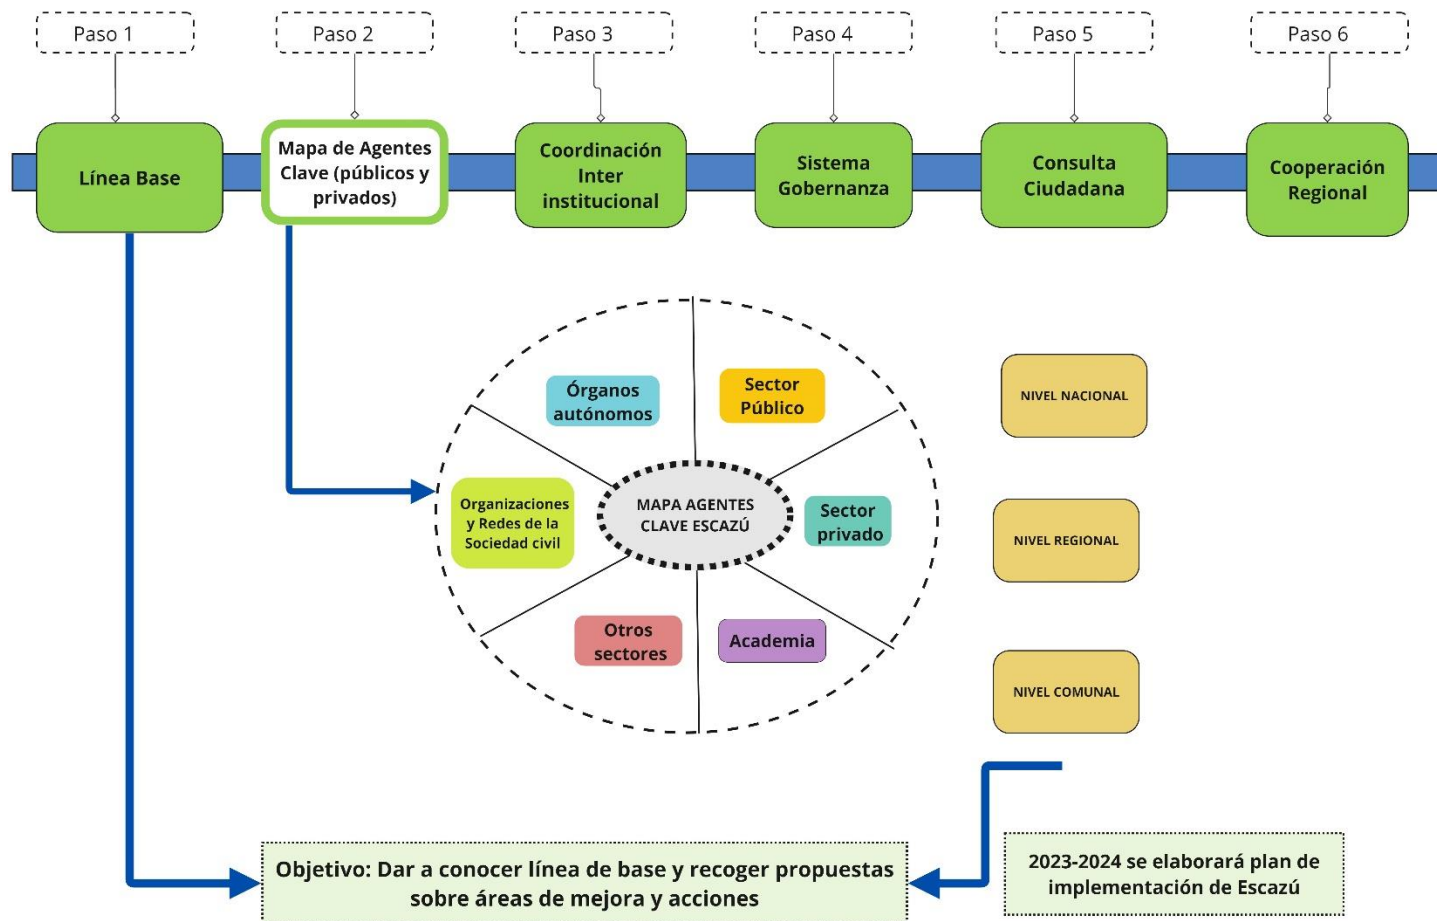 Paso 1
Paso 2
Paso 3
Paso 4
Paso 5
Paso 6
Línea Base
Mapa de Agentes
Clave (públicos y
privados)
Coordinación
Inter
institucional
Sistema
Gobernanza
Consulta
Ciudadana
Cooperación
Regional
Órganos
autónomos
Sector
Público
Organizaciones
y Redes de la
Sociedad civil
MAPA AGENTES
CLAVE ESCAZÚ
Sector
privado
Otros
sectores
Academia
NIVEL NACIONAL
NIVEL REGIONAL
NIVEL COMUNAL
Objetivo: Dar a conocer línea de base y recoger propuestas
sobre áreas de mejora y acciones
2023-2024 se elaborará plan de
implementación de Escazú